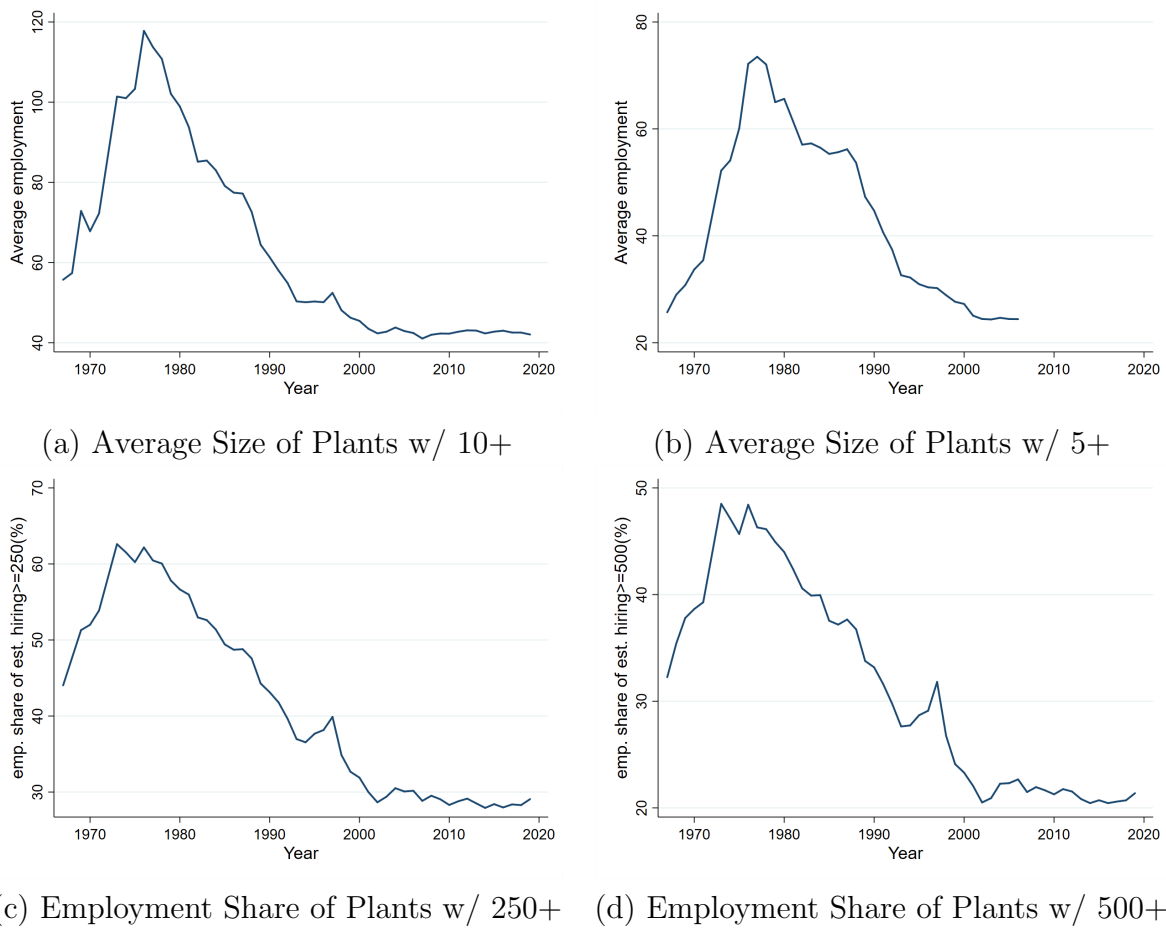 Average employment
120
100
80
60
40
1970 1980 1990 2000 2010 2020
Year
(a) Average Size of Plants w/ 10+
Average employment
80
60
40
20
1970 1980 1990 2000 2010 2020
Year
(b) Average Size of Plants w/ 5+
emp. share of est. hiring>=250(%)
70
60
50
40
30
1970 1980 1990 2000 2010 2020
Year
c) Employment Share of Plants w/ 250+
emp. share of est. hiring>=500(%)
50
40
30
20
1970 1980 1990 2000 2010 2020
Year
(d) Employment Share of Plants w/ 500+